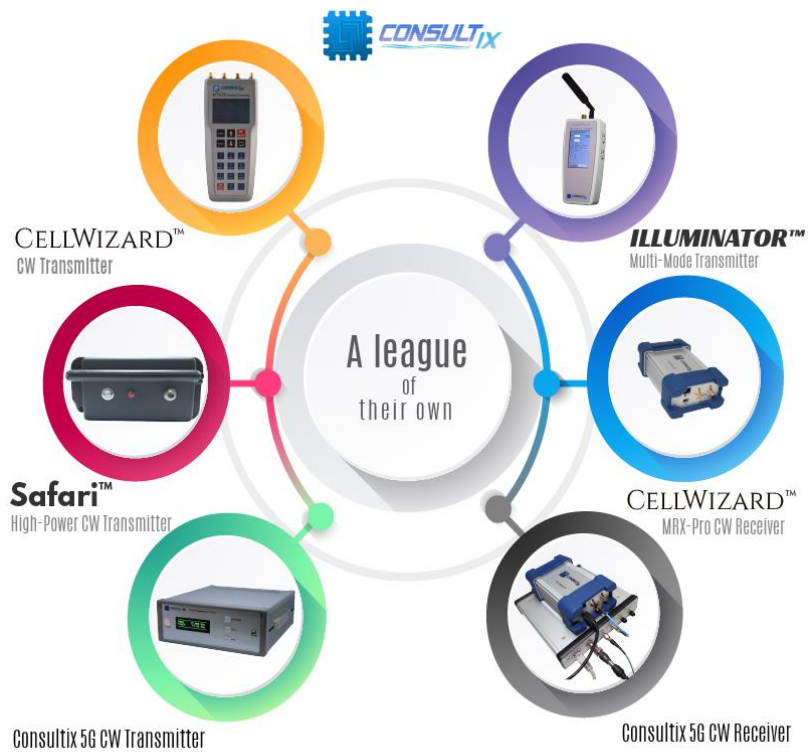 CONSULTIX
CELLWIZARD™
CW Transmitter
ILLUMINATOR™
Multi-Mode Transmitter
A league
of
their own
Safari™
High-Power CW Transmitter
CELLWIZARD™
MRX-Pro CW Receiver
Consultix 5G CW Transmitter
Consultix 5G CW Receiver